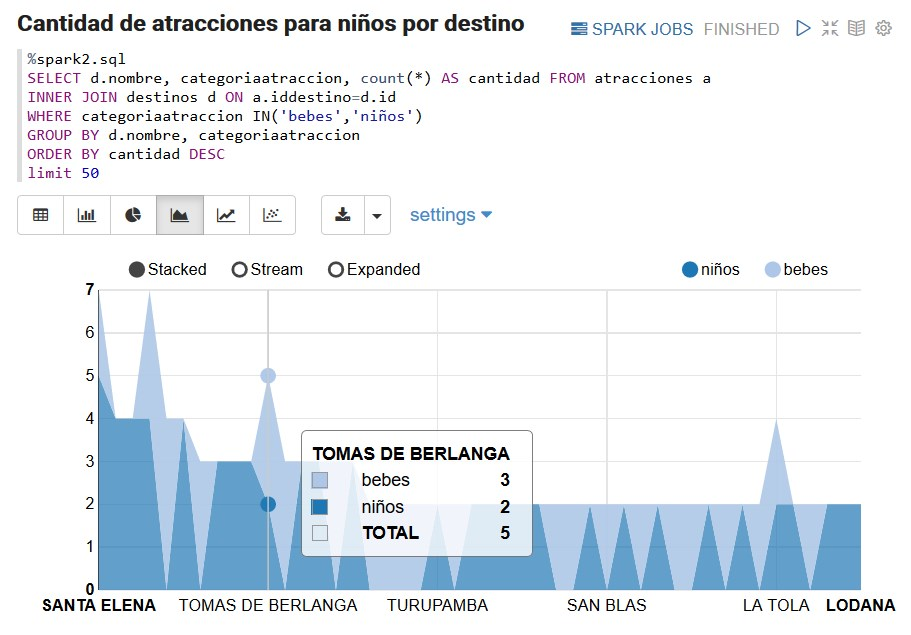 Cantidad de atracciones para niños por destino
SPARK JOBS FINISHED
%spark2.sql
SELECT d.nombre, categoriaatraccion, count(*) AS cantidad FROM atracciones a
INNER JOIN destinos d ON a.iddestino=d.id
WHERE categoriaatraccion IN('bebes','niños')
GROUP BY d.nombre, categoriaatraccion
ORDER BY cantidad DESC
limit 50
settings
Stacked Stream Expanded niños bebes
7
6
5
4
3
2
1
0
TOMAS DE BERLANGA
bebes 3
niños 2
TOTAL 5
SANTA ELENA TOMAS DE BERLANGA TURUPAMBA SAN BLAS LA TOLA LODANA